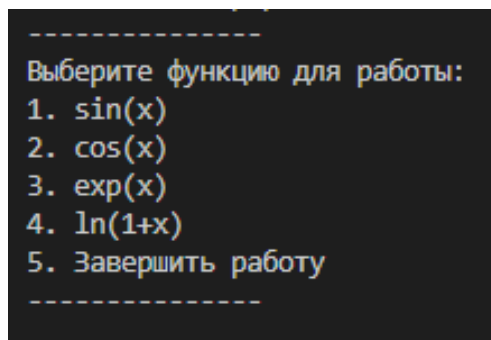 ---------------
Выберите функцию для работы:
1. sin(x)
2. cos(x)
3. exp(x)
4. ln(1+x)
5. Завершить работу
---------------